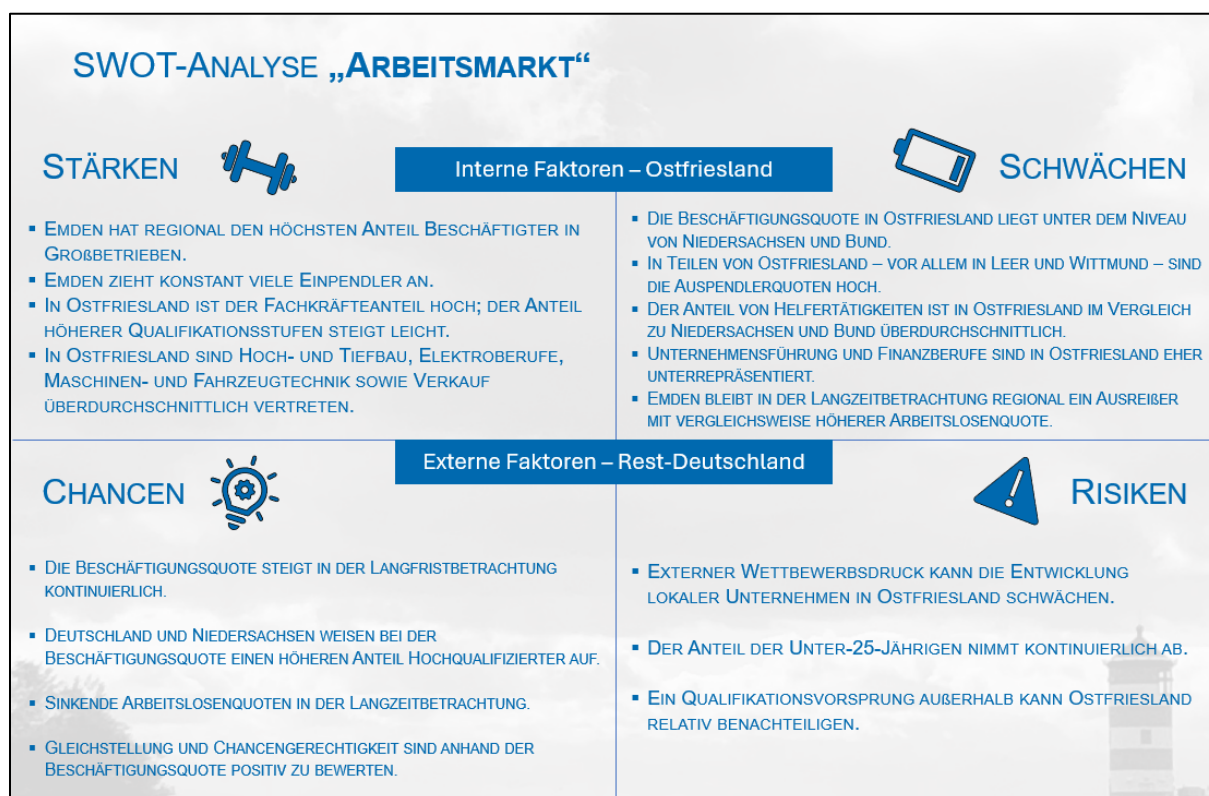 SWOT-Analyse „Arbeitsmarkt“
Stärken
Interne Faktoren – Ostfriesland
Schwächen
▪ Emden hat regional den höchsten Anteil Beschäftigter in
Großbetrieben.
▪ Emden zieht konstant viele Einpendler an.
▪ In Ostfriesland ist der Fachkräfteanteil hoch; der Anteil
höherer Qualifikationsstufen steigt leicht.
▪ In Ostfriesland sind Hoch- und Tiefbau, Elektroberufe,
Maschinen- und Fahrzeugtechnik sowie Verkauf
überdurchschnittlich vertreten.
▪ Die Beschäftigungsquote in Ostfriesland liegt unter dem Niveau
von Niedersachsen und Bund.
▪ In Teilen von Ostfriesland – vor allem in Leer und Wittmund – sind
die Auspendlerquoten hoch.
▪ Der Anteil von Helfertätigkeiten ist in Ostfriesland im Vergleich
zu Niedersachsen und Bund überdurchschnittlich.
▪ Unternehmensführung und Finanzberufe sind in Ostfriesland eher
unterrepräsentiert.
▪ Emden bleibt in der Langzeitbetrachtung regional ein Ausreißer
mit vergleichsweise höherer Arbeitslosenquote.
Externe Faktoren – Rest-Deutschland
Chancen
Risiken
▪ Die Beschäftigungsquote steigt in der Langfristbetrachtung
kontinuierlich.
▪ Deutschland und Niedersachsen weisen bei der
Beschäftigungsquote einen höheren Anteil Hochqualifizierter auf.
▪ Sinkende Arbeitslosenquoten in der Langzeitbetrachtung.
▪ Gleichstellung und Chancengerechtigkeit sind anhand der
Beschäftigungsquote positiv zu bewerten.
▪ Externer Wettbewerbsdruck kann die Entwicklung
lokaler Unternehmen in Ostfriesland schwächen.
▪ Der Anteil der Unter-25-Jährigen nimmt kontinuierlich ab.
▪ Ein Qualifikationsvorsprung außerhalb kann Ostfriesland
relativ benachteiligen.